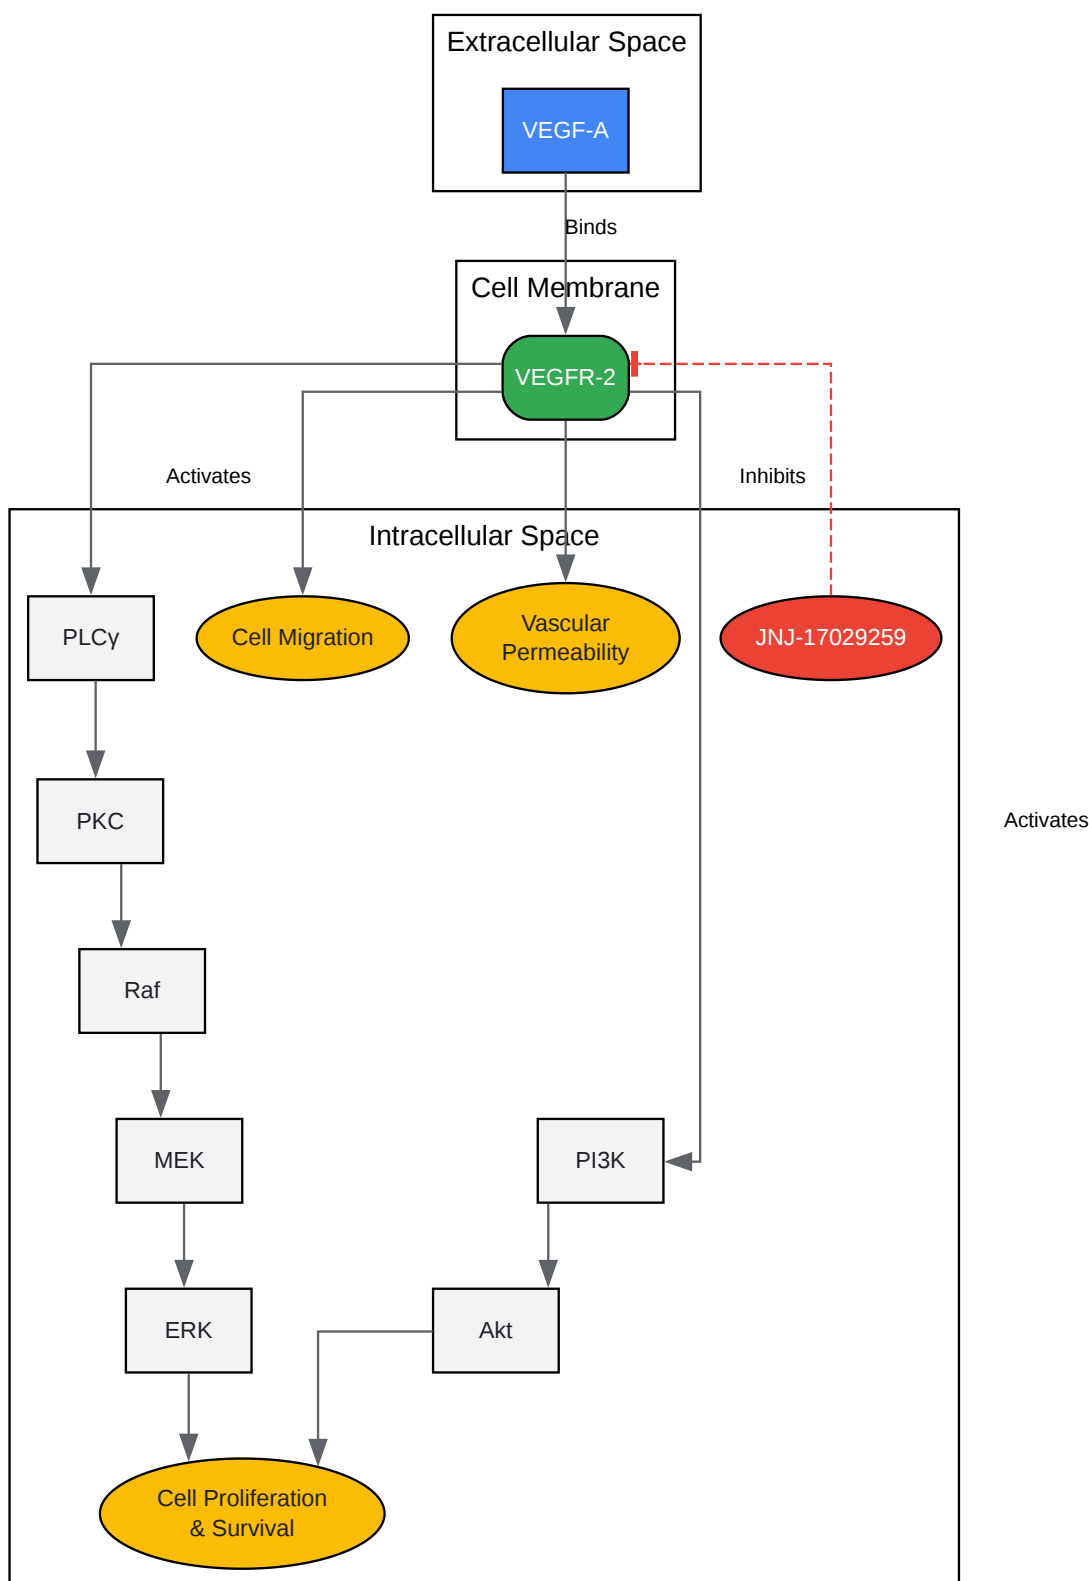 Extracellular Space
VEGF-A
Binds
Cell Membrane
VEGFR-2
Activates
Inhibits
Intracellular Space
PLCγ
Cell Migration
Vascular
Permeability
JNJ-17029259
PKC
Activates
Raf
MEK
PI3K
ERK
Akt
Cell Proliferation
& Survival